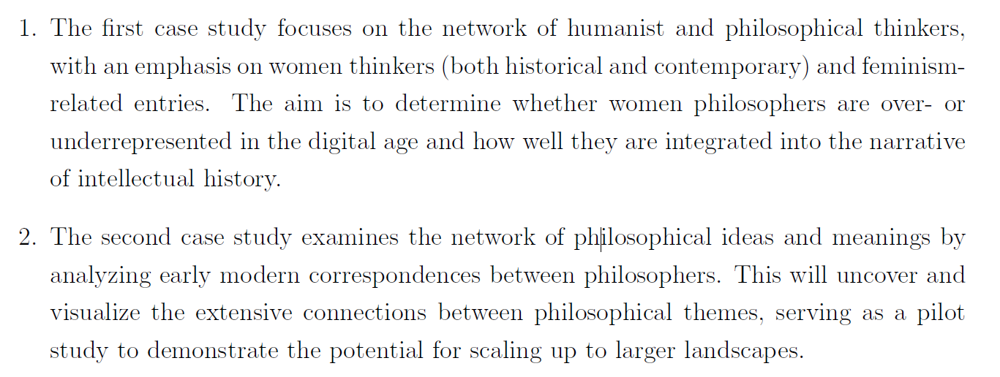 1. The first case study focuses on the network of humanist and philosophical thinkers,
with an emphasis on women thinkers (both historical and contemporary) and feminism-
related entries. The aim is to determine whether women philosophers are over- or
underrepresented in the digital age and how well they are integrated into the narrative
of intellectual history.
2. The second case study examines the network of philosophical ideas and meanings by
analyzing early modern correspondences between philosophers. This will uncover and
visualize the extensive connections between philosophical themes, serving as a pilot
study to demonstrate the potential for scaling up to larger landscapes.